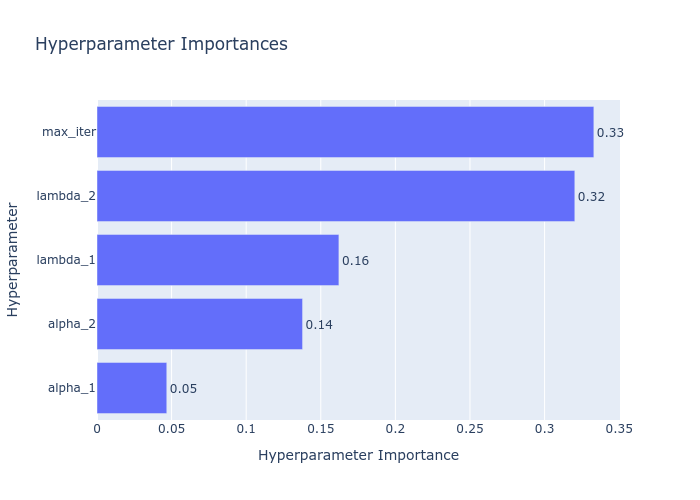 Hyperparameter Importances
Hyperparameter
max_iter
0.33
lambda_2
0.32
lambda_1
0.16
alpha_2
0.14
alpha_1
0.05
0 0.05 0.1 0.15 0.2 0.25 0.3 0.35
Hyperparameter Importance